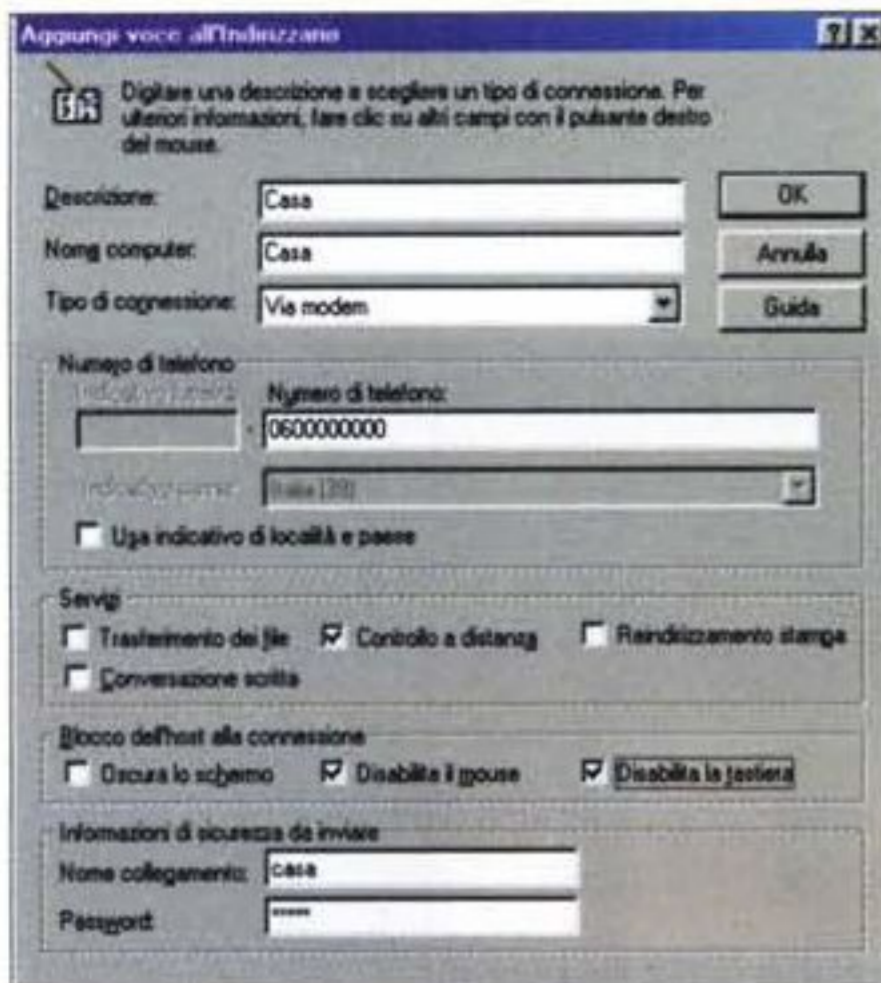 Aggiungi voce all'Indirizzario
Digitare una descrizione e scegliere un tipo di connessione. Per
ulteriori informazioni, fare clic su altri campi con il pulsante destro
del mouse.
Descrizione: Casa
OK
Nome computer: Casa
Annulla
Tipo di connessione: Via modem
Guida
Numero di telefono
Numero di telefono:
- 0600000000
Italia (39)
Usa indicativo di località e paese
Servizi
Trasferimento dei file Controllo a distanza Reindirizzamento stampa
Conversazione scritta
Blocco dell'host alla connessione
Oscura lo schermo Disabilita il mouse Disabilita la tastiera
Informazioni di sicurezza da inviare
Nome collegamento: casa
Password: *****